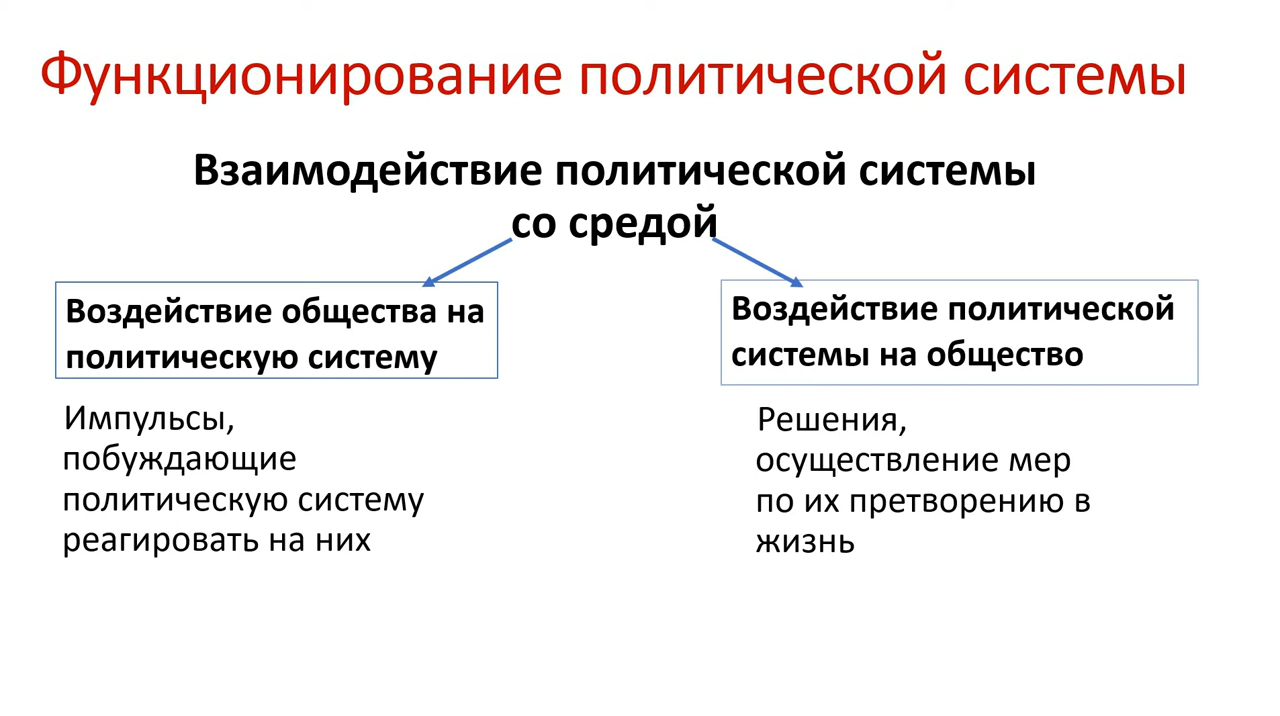 Функционирование политической системы
Взаимодействие политической системы
со средой
Воздействие общества на
политическую систему
Импульсы,
побуждающие
политическую систему
реагировать на них
Воздействие политической
системы на общество
Решения,
осуществление мер
по их претворению в
жизнь